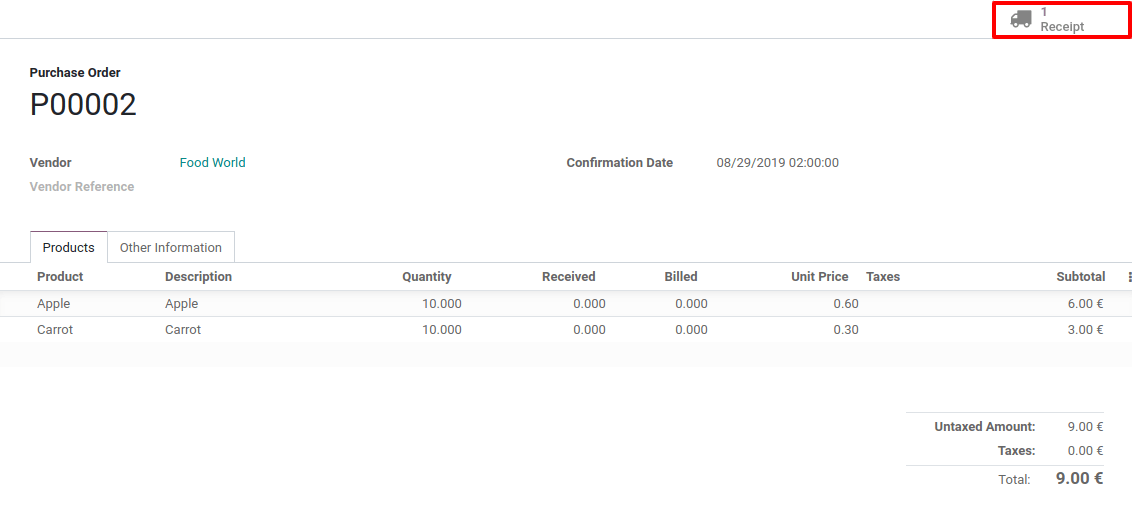 1
Receipt
Purchase Order
P00002
Vendor Food World Confirmation Date 08/29/2019 02:00:00
Vendor Reference
Products Other Information
Product Description Quantity Received Billed Unit Price Taxes Subtotal
Apple Apple 10.000 0.000 0.000 0.60 6.00 €
Carrot Carrot 10.000 0.000 0.000 0.30 3.00 €
Untaxed Amount: 9.00 €
Taxes: 0.00 €
Total: 9.00 €